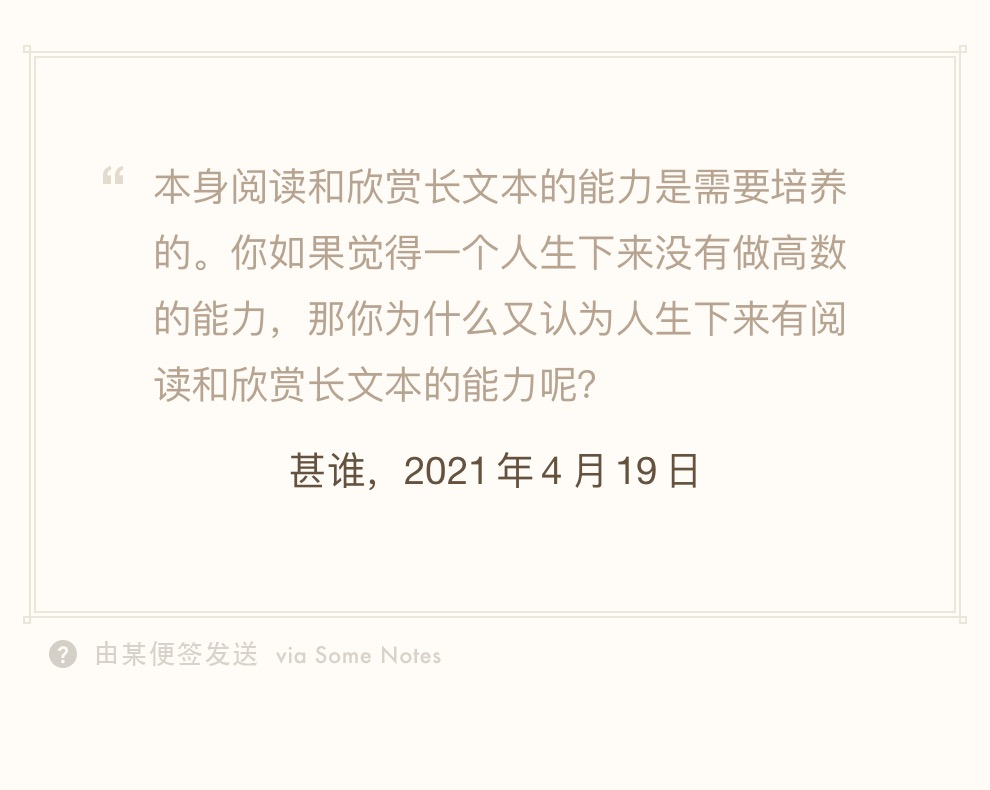 “ 本身阅读和欣赏长文本的能力是需要培养
的。你如果觉得一个人生下来没有做高数
的能力，那你为什么又认为人生下来有阅
读和欣赏长文本的能力呢？
甚谁，2021 年 4 月 19 日
? 由某便签发送 via Some Notes